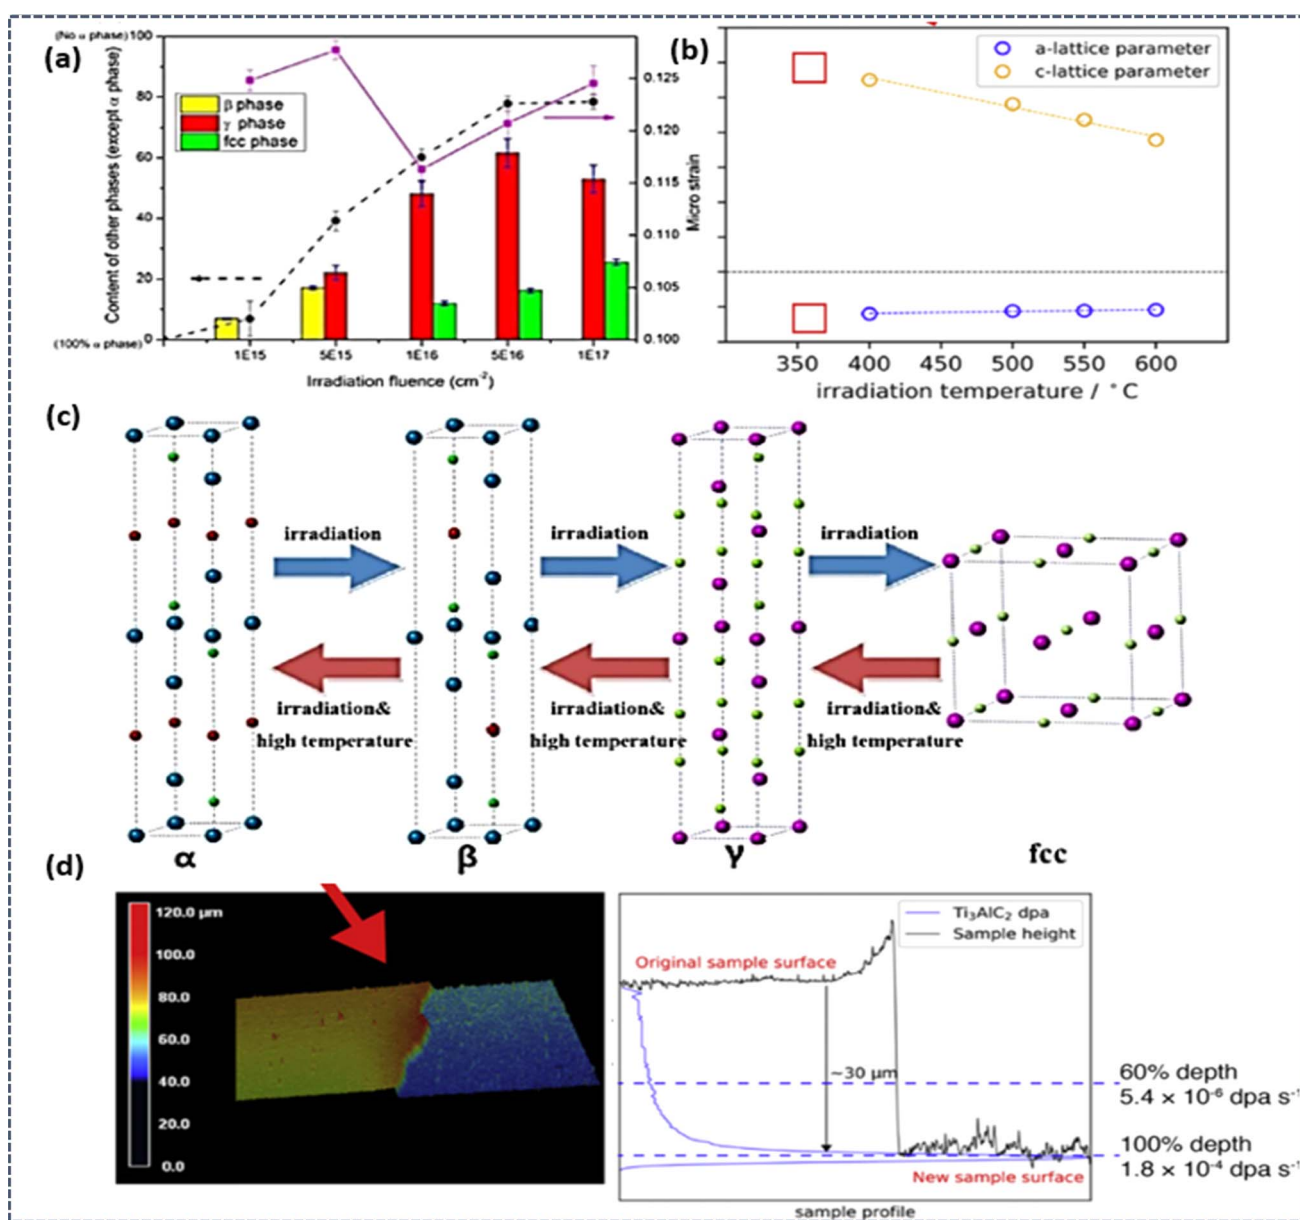 (a)
(No α phase) 100
80
60
40
20
0
(100% α phase)
Content of other phases (except α phase)
β phase
γ phase
fcc phase
0.125
0.120
0.115
0.110
0.105
0.100
Micro strain
1E15 5E15 1E16 5E16 1E17
Irradiation fluence (cm⁻²)
(b)
a-lattice parameter
c-lattice parameter
350 400 450 500 550 600
irradiation temperature / °C
(c)
irradiation irradiation irradiation
irradiation& irradiation& irradiation&
high temperature high temperature high temperature
α β γ fcc
(d)
120.0 μm
100.0
80.0
60.0
40.0
20.0
0.0
Ti₃AlC₂ dpa
Sample height
Original sample surface
~30 μm
60% depth
5.4 × 10⁻⁶ dpa s⁻¹
100% depth
1.8 × 10⁻⁴ dpa s⁻¹
New sample surface
sample profile